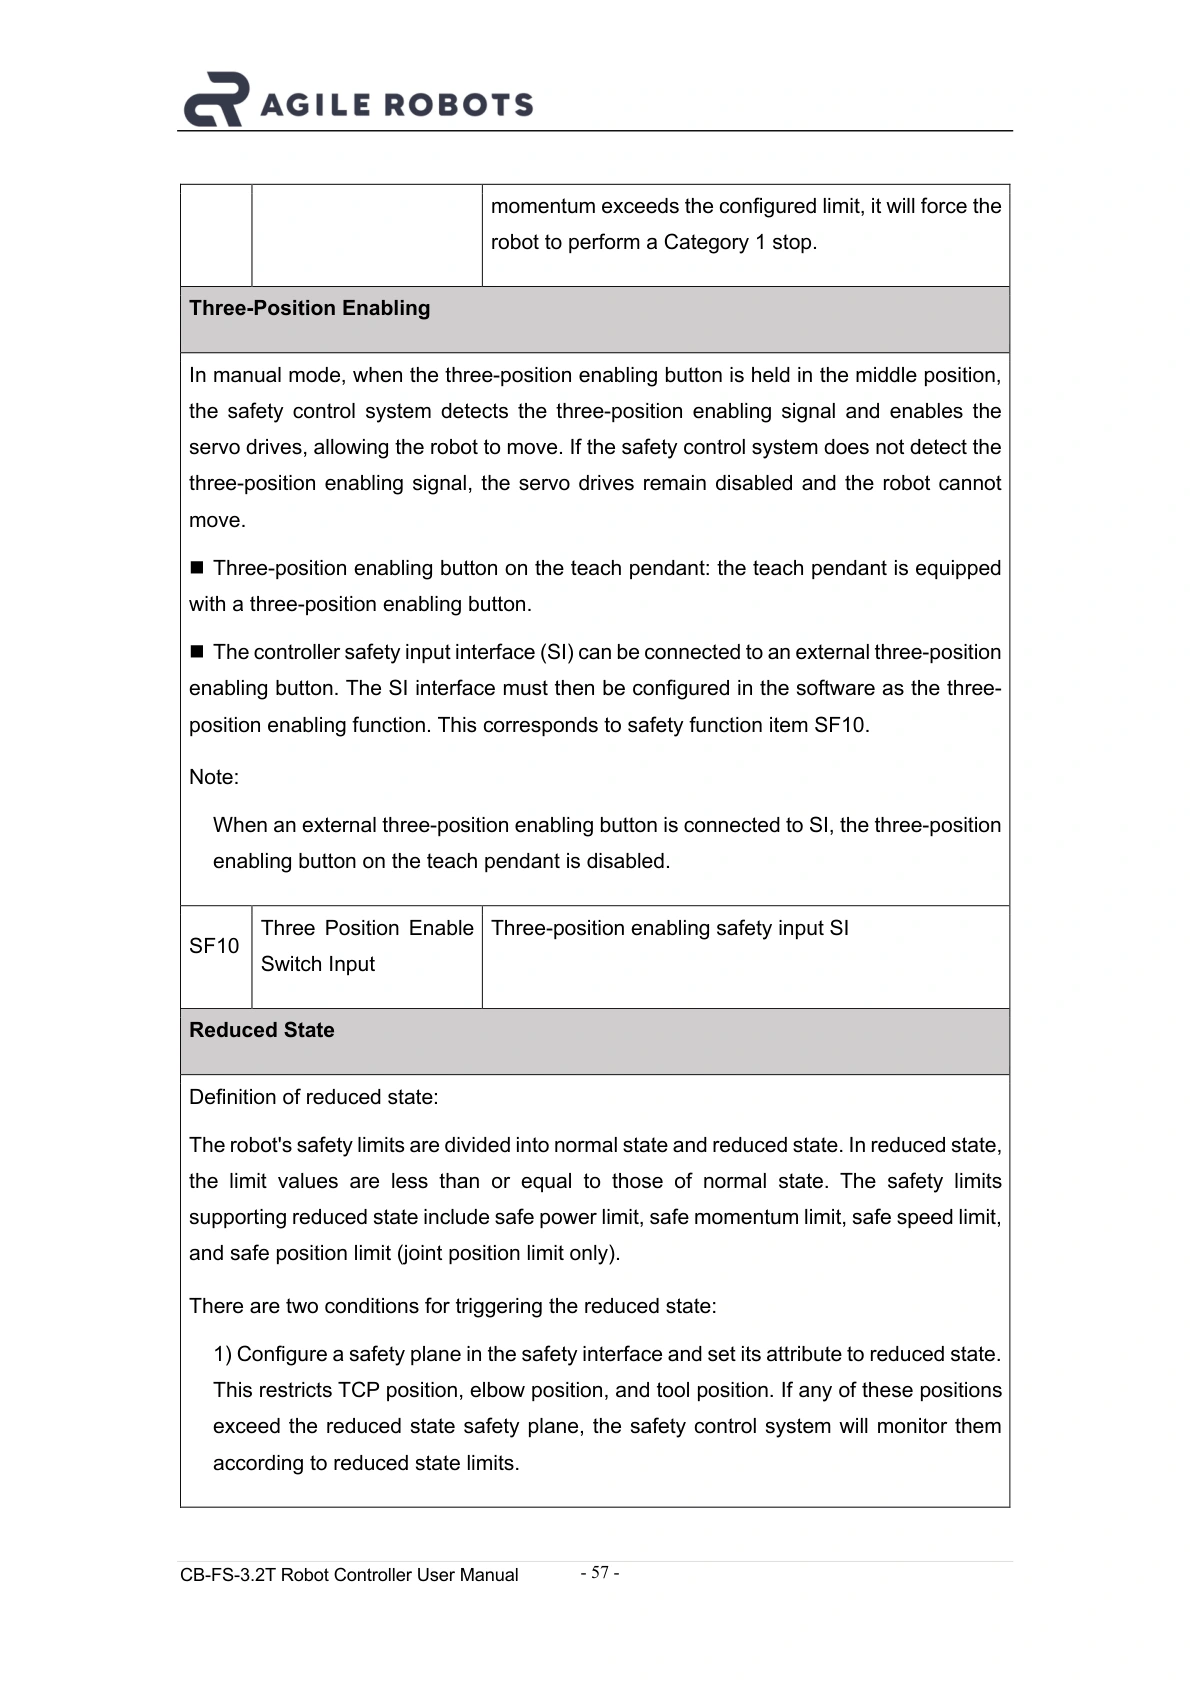 AGILE ROBOTS
momentum exceeds the configured limit, it will force the
robot to perform a Category 1 stop.
Three-Position Enabling
In manual mode, when the three-position enabling button is held in the middle position,
the safety control system detects the three-position enabling signal and enables the
servo drives, allowing the robot to move. If the safety control system does not detect the
three-position enabling signal, the servo drives remain disabled and the robot cannot
move.
■ Three-position enabling button on the teach pendant: the teach pendant is equipped
with a three-position enabling button.
■ The controller safety input interface (SI) can be connected to an external three-position
enabling button. The SI interface must then be configured in the software as the three-
position enabling function. This corresponds to safety function item SF10.
Note:
When an external three-position enabling button is connected to SI, the three-position
enabling button on the teach pendant is disabled.
SF10
Three Position Enable
Switch Input
Three-position enabling safety input SI
Reduced State
Definition of reduced state:
The robot's safety limits are divided into normal state and reduced state. In reduced state,
the limit values are less than or equal to those of normal state. The safety limits
supporting reduced state include safe power limit, safe momentum limit, safe speed limit,
and safe position limit (joint position limit only).
There are two conditions for triggering the reduced state:
1) Configure a safety plane in the safety interface and set its attribute to reduced state.
This restricts TCP position, elbow position, and tool position. If any of these positions
exceed the reduced state safety plane, the safety control system will monitor them
according to reduced state limits.
CB-FS-3.2T Robot Controller User Manual
- 57 -